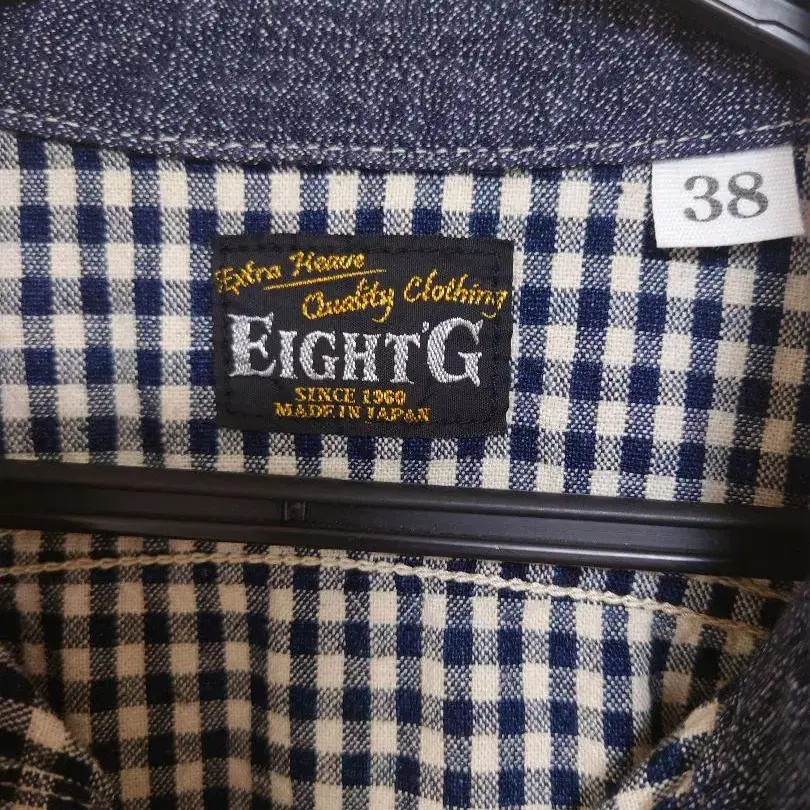 38
Extra Heave
Quality Clothing
EIGHT'G
SINCE 1960
MADE IN JAPAN